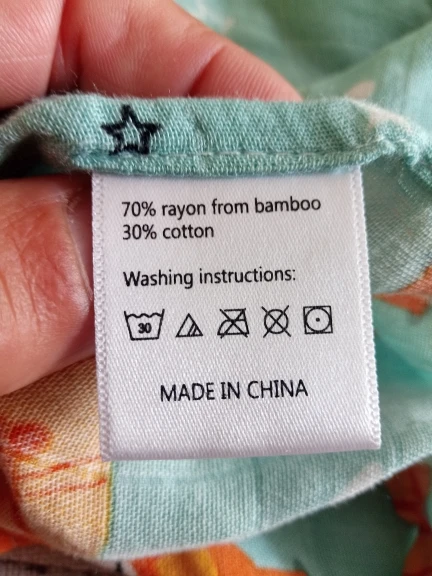 70% rayon from bamboo
30% cotton
Washing instructions:
30
MADE IN CHINA